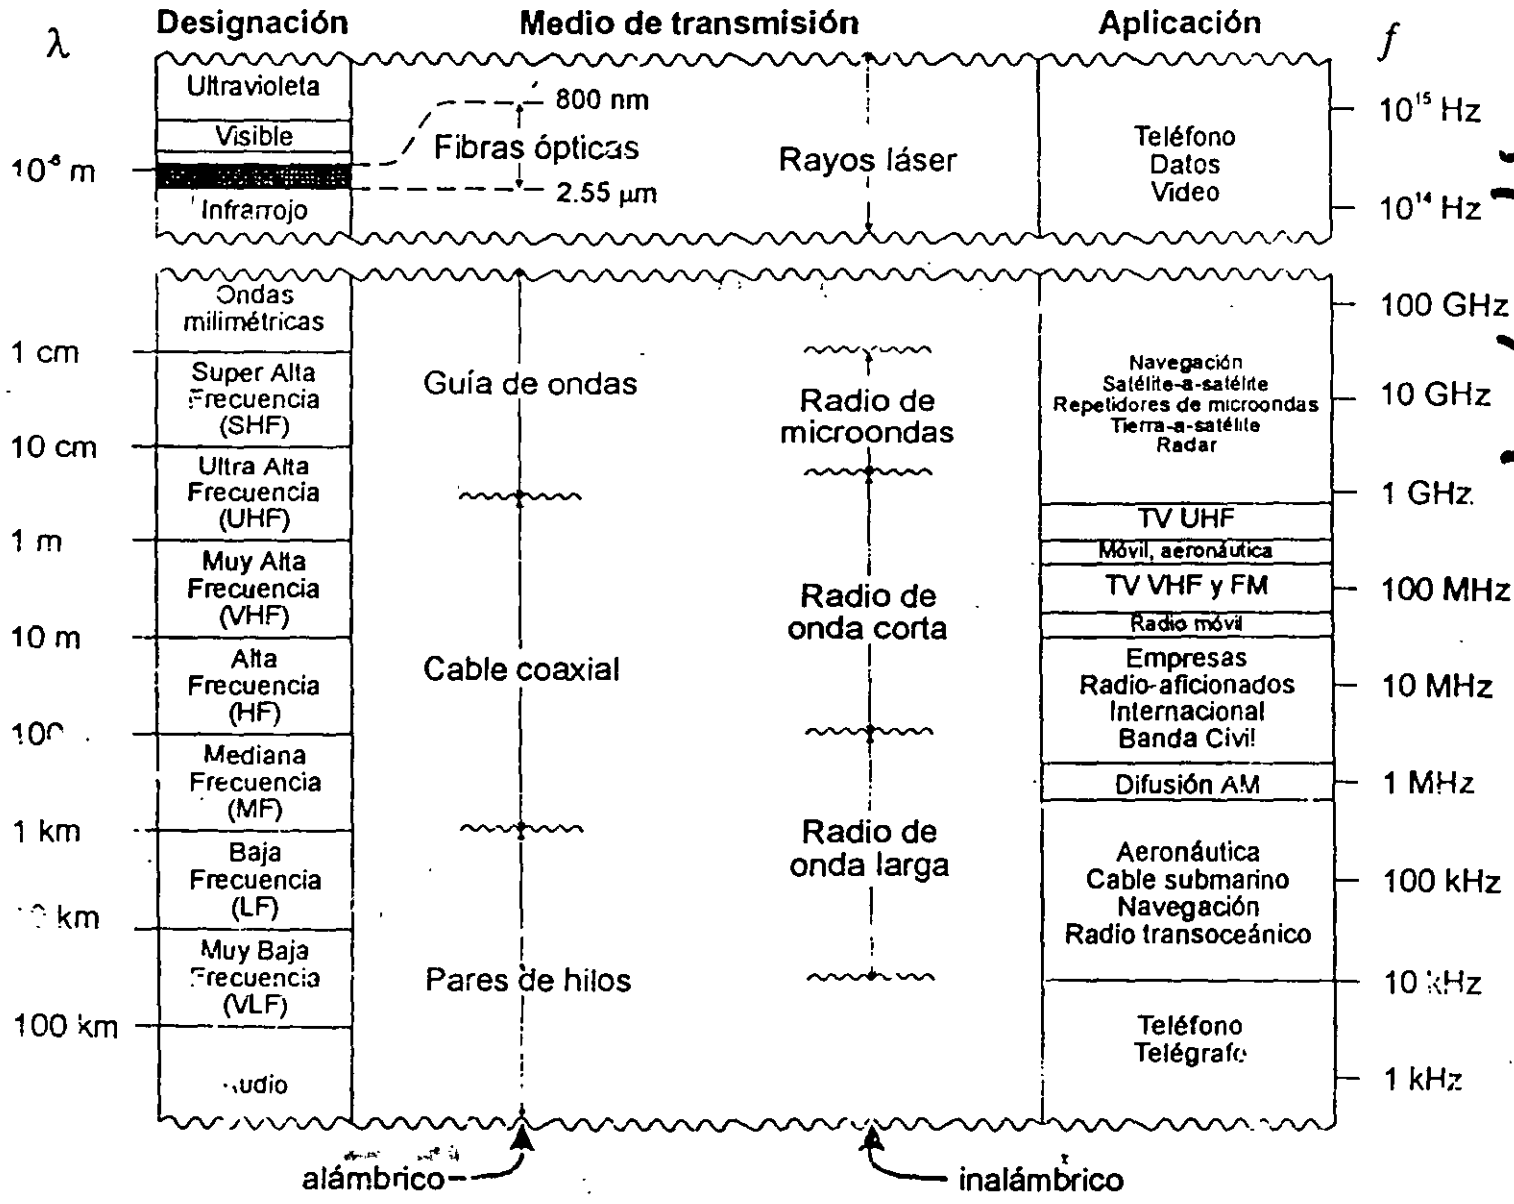 λ
Designación
Medio de transmisión
Aplicación
f
Ultravioleta
Visible
Infrarrojo
10⁻⁶ m
800 nm
Fibras ópticas
2.55 µm
Rayos láser
Teléfono
Datos
Video
10¹⁵ Hz
10¹⁴ Hz
Ondas
milimétricas
1 cm
Super Alta
Frecuencia
(SHF)
10 cm
Ultra Alta
Frecuencia
(UHF)
1 m
Muy Alta
Frecuencia
(VHF)
10 m
Alta
Frecuencia
(HF)
Mediana
Frecuencia
(MF)
1 km
Baja
Frecuencia
(LF)
km
Muy Baja
Frecuencia
(VLF)
100 km
Guía de ondas
Cable coaxial
Pares de hilos
Radio de
microondas
Radio de
onda corta
Radio de
onda larga
Navegación
Satélite-a-satélite
Repetidores de microondas
Tierra-a-satélite
Radar
TV UHF
Móvil, aeronáutica
TV VHF y FM
Radio móvil
Empresas
Radio-aficionados
Internacional
Banda Civil
Difusión AM
Aeronáutica
Cable submarino
Navegación
Radio transoceánico
Teléfono
Telégrafo
100 GHz
10 GHz
1 GHz
100 MHz
10 MHz
1 MHz
100 kHz
10 kHz
1 kHz
alámbrico
inalámbrico